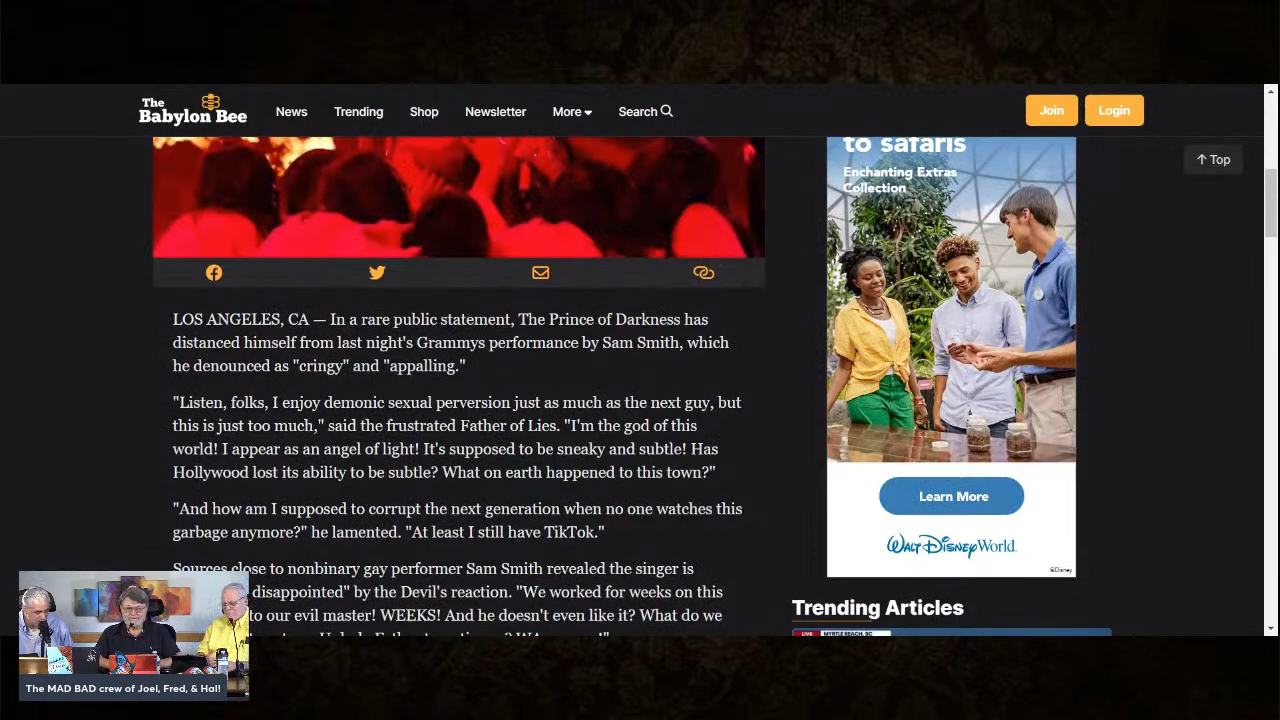 The
Babylon Bee
News
Trending
Shop
Newsletter
More
Search
Join
Login
Top
to safaris
Enchanting Extras
Collection
LOS ANGELES, CA — In a rare public statement, The Prince of Darkness has
distanced himself from last night's Grammys performance by Sam Smith, which
he denounced as "cringy" and "appalling."
"Listen, folks, I enjoy demonic sexual perversion just as much as the next guy, but
this is just too much," said the frustrated Father of Lies. "I'm the god of this
world! I appear as an angel of light! It's supposed to be sneaky and subtle! Has
Hollywood lost its ability to be subtle? What on earth happened to this town?"
"And how am I supposed to corrupt the next generation when no one watches this
garbage anymore?" he lamented. "At least I still have TikTok."
Sources close to nonbinary gay performer Sam Smith revealed the singer is
disappointed" by the Devil's reaction. "We worked for weeks on this
to our evil master! WEEKS! And he doesn't even like it? What do we
Learn More
Walt Disney World.
©Disney
Trending Articles
LIVE MYRTLE BEACH, SC
The MAD BAD crew of Joel, Fred, & Hal!